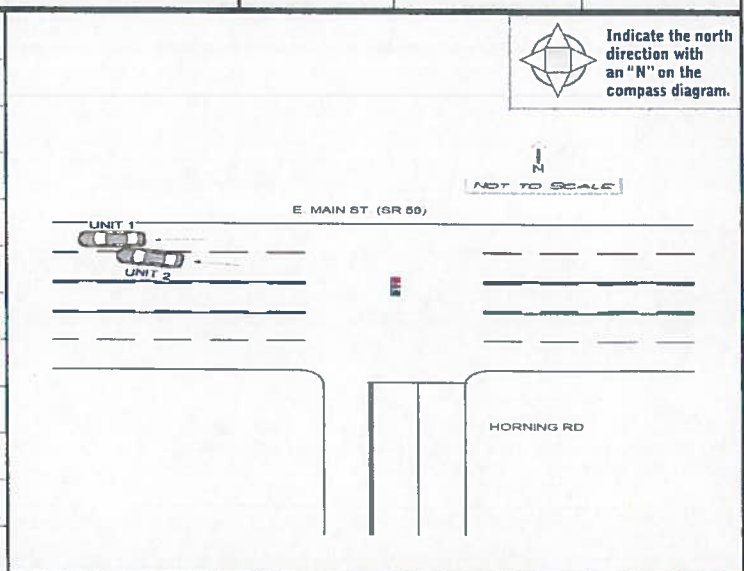 Indicate the north
direction with
an "N" on the
compass diagram.
N
NOT TO SCALE
E. MAIN ST. (SR 59)
UNIT 1
UNIT 2
HORNING RD